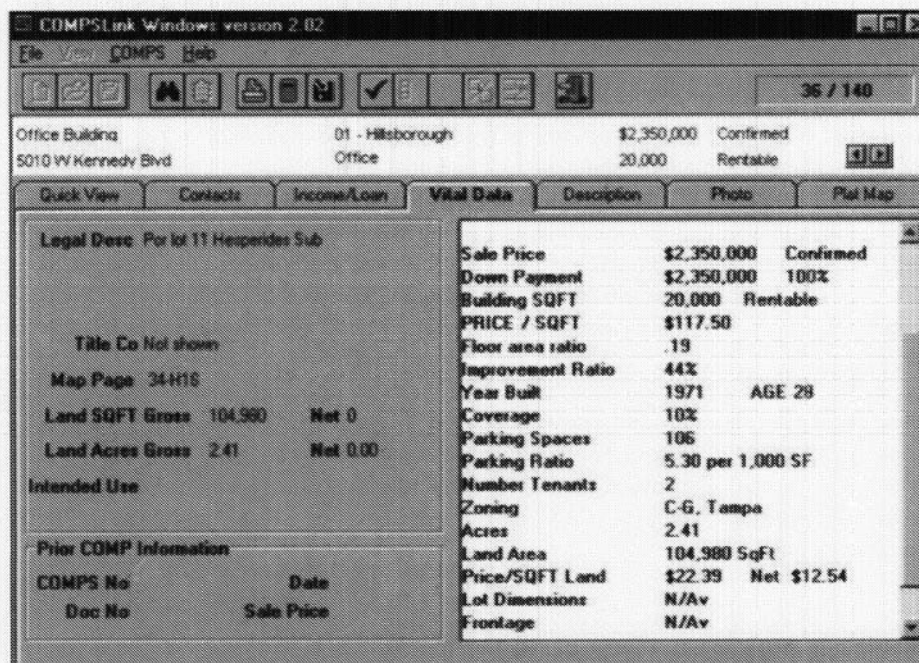 COMPSLink Windows version 2.02
File View COMPS Help
36 / 140
Office Building 01 - Hillsborough $2,350,000 Confirmed
5010 W Kennedy Blvd Office 20,000 Rentable
Quick View Contacts Income/Loan Vital Data Description Photo Plat Map
Legal Desc Por lot 11 Hesperides Sub
Title Co Not shown
Map Page 34-H1S
Land SQFT Gross 104,980 Net 0
Land Acres Gross 2.41 Net 0.00
Intended Use
Prior COMP Information
COMPS No Date
Doc No Sale Price
Sale Price $2,350,000 Confirmed
Down Payment $2,350,000 100%
Building SQFT 20,000 Rentable
PRICE / SQFT $117.50
Floor area ratio .19
Improvement Ratio 44%
Year Built 1971 AGE 28
Coverage 10%
Parking Spaces 106
Parking Ratio 5.30 per 1,000 SF
Number Tenants 2
Zoning C-G, Tampa
Acres 2.41
Land Area 104,980 SqFt
Price/SQFT Land $22.39 Net $12.54
Lot Dimensions N/Av
Frontage N/Av